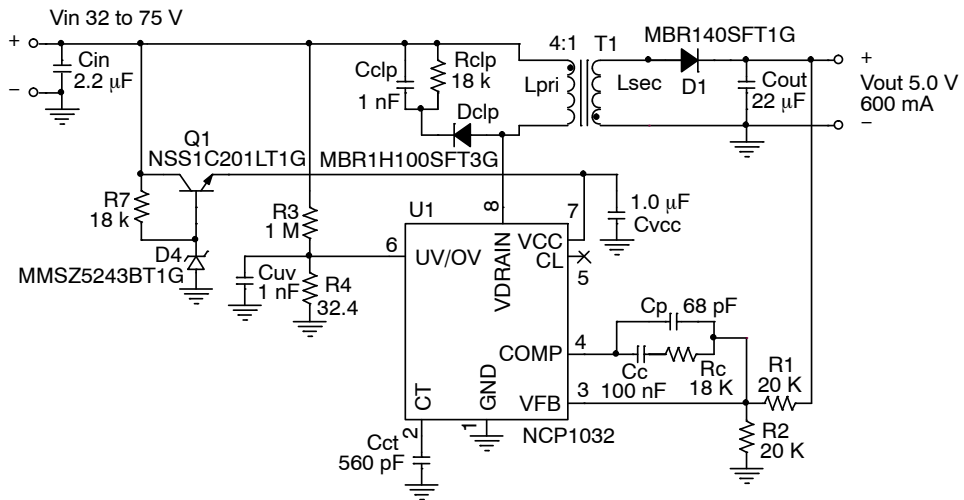 Vin 32 to 75 V
+
−
Cin
2.2 μF
Q1
NSS1C201LT1G
R7
18 k
D4
MMSZ5243BT1G
Cuv
1 nF
R3
1 M
R4
32.4
Cclp
1 nF
Rclp
18 k
Dclp
MBR1H100SFT3G
4:1
T1
Lpri
Lsec
MBR140SFT1G
D1
Cout
22 μF
+
Vout 5.0 V
600 mA
−
U1
8
7
6
UV/OV
VDRAIN
VCC
CL
5
1.0 μF
Cvcc
COMP
4
Cp
68 pF
Cc
100 nF
Rc
18 K
R1
20 K
VFB
3
R2
20 K
CT
GND
2
1
NCP1032
Cct
560 pF